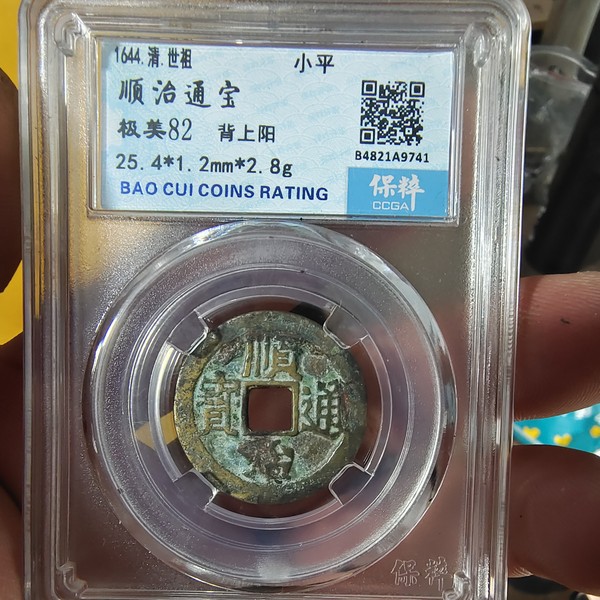 1644.清.世祖
小平
顺治通宝
极美82 背上阳
B4821A9741
25.4*1.2mm*2.8g
BAO CUI COINS RATING
保粹
CCGA
順
寶 通
治
保粹